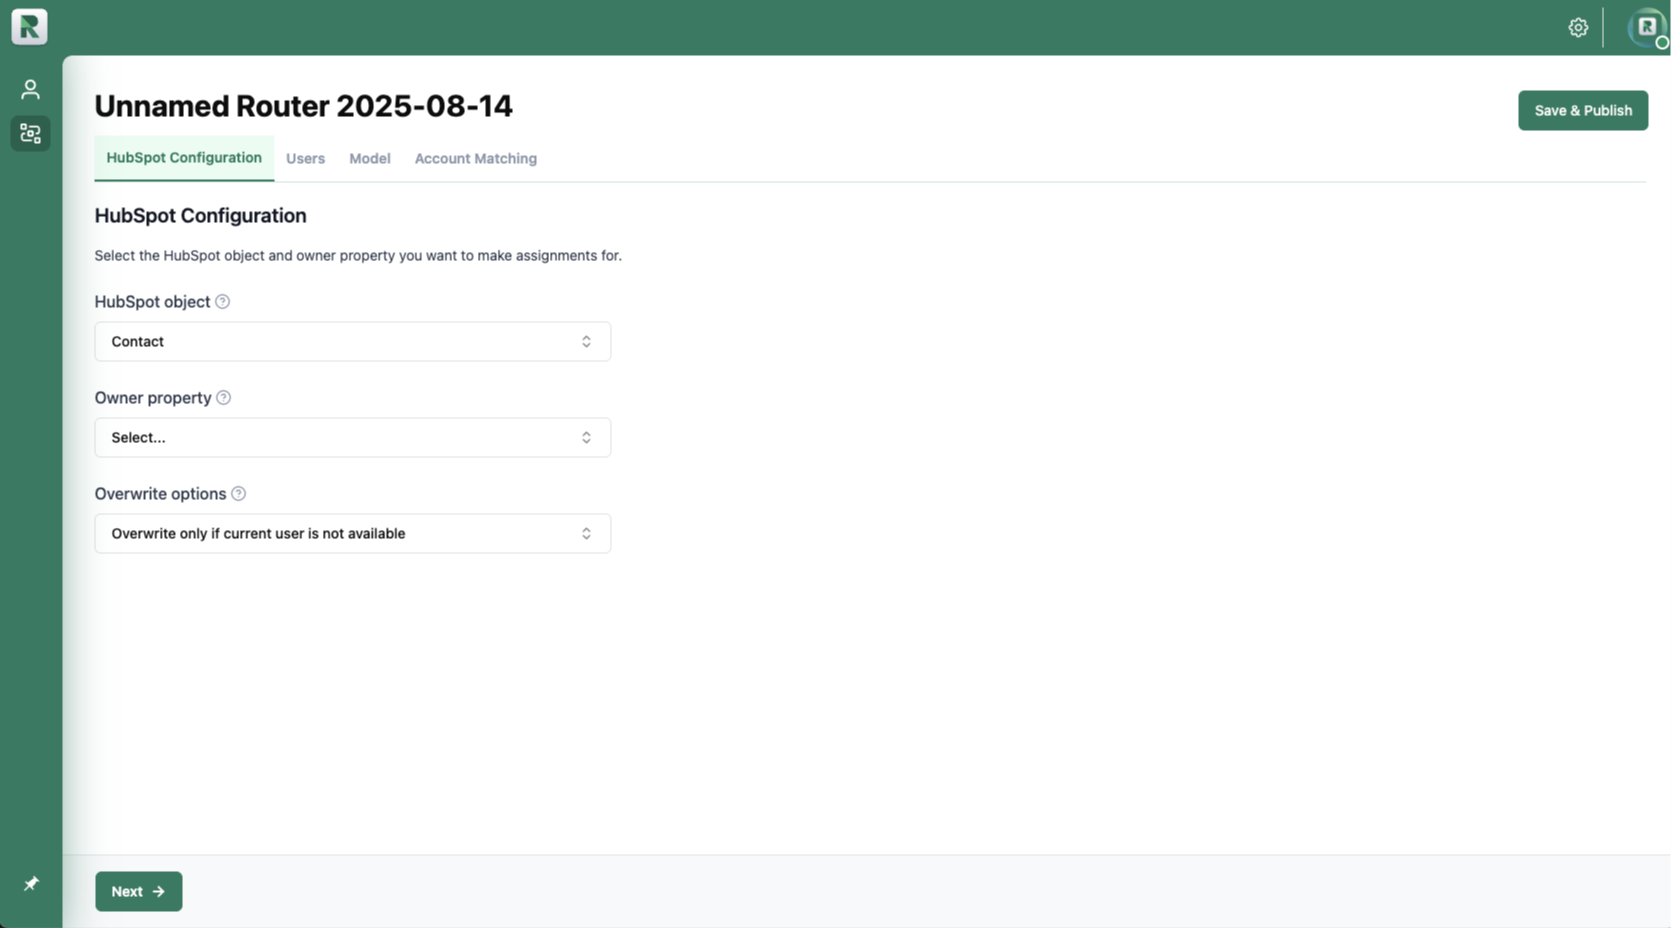 Unnamed Router 2025-08-14
Save & Publish
HubSpot Configuration Users Model Account Matching
HubSpot Configuration
Select the HubSpot object and owner property you want to make assignments for.
HubSpot object
Contact
Owner property
Select...
Overwrite options
Overwrite only if current user is not available
Next